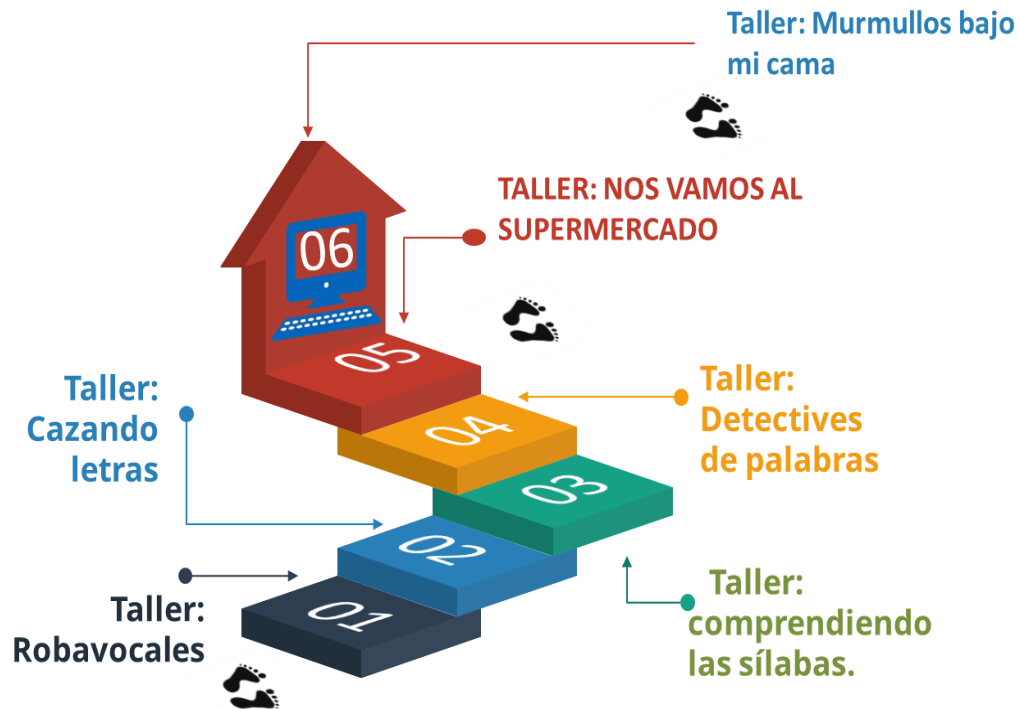 Taller: Murmullos bajo
mi cama
TALLER: NOS VAMOS AL
SUPERMERCADO
06
05
Taller:
Detectives
de palabras
04
Taller:
Cazando
letras
03
02
Taller:
comprendiendo
las sílabas.
01
Taller:
Robavocales